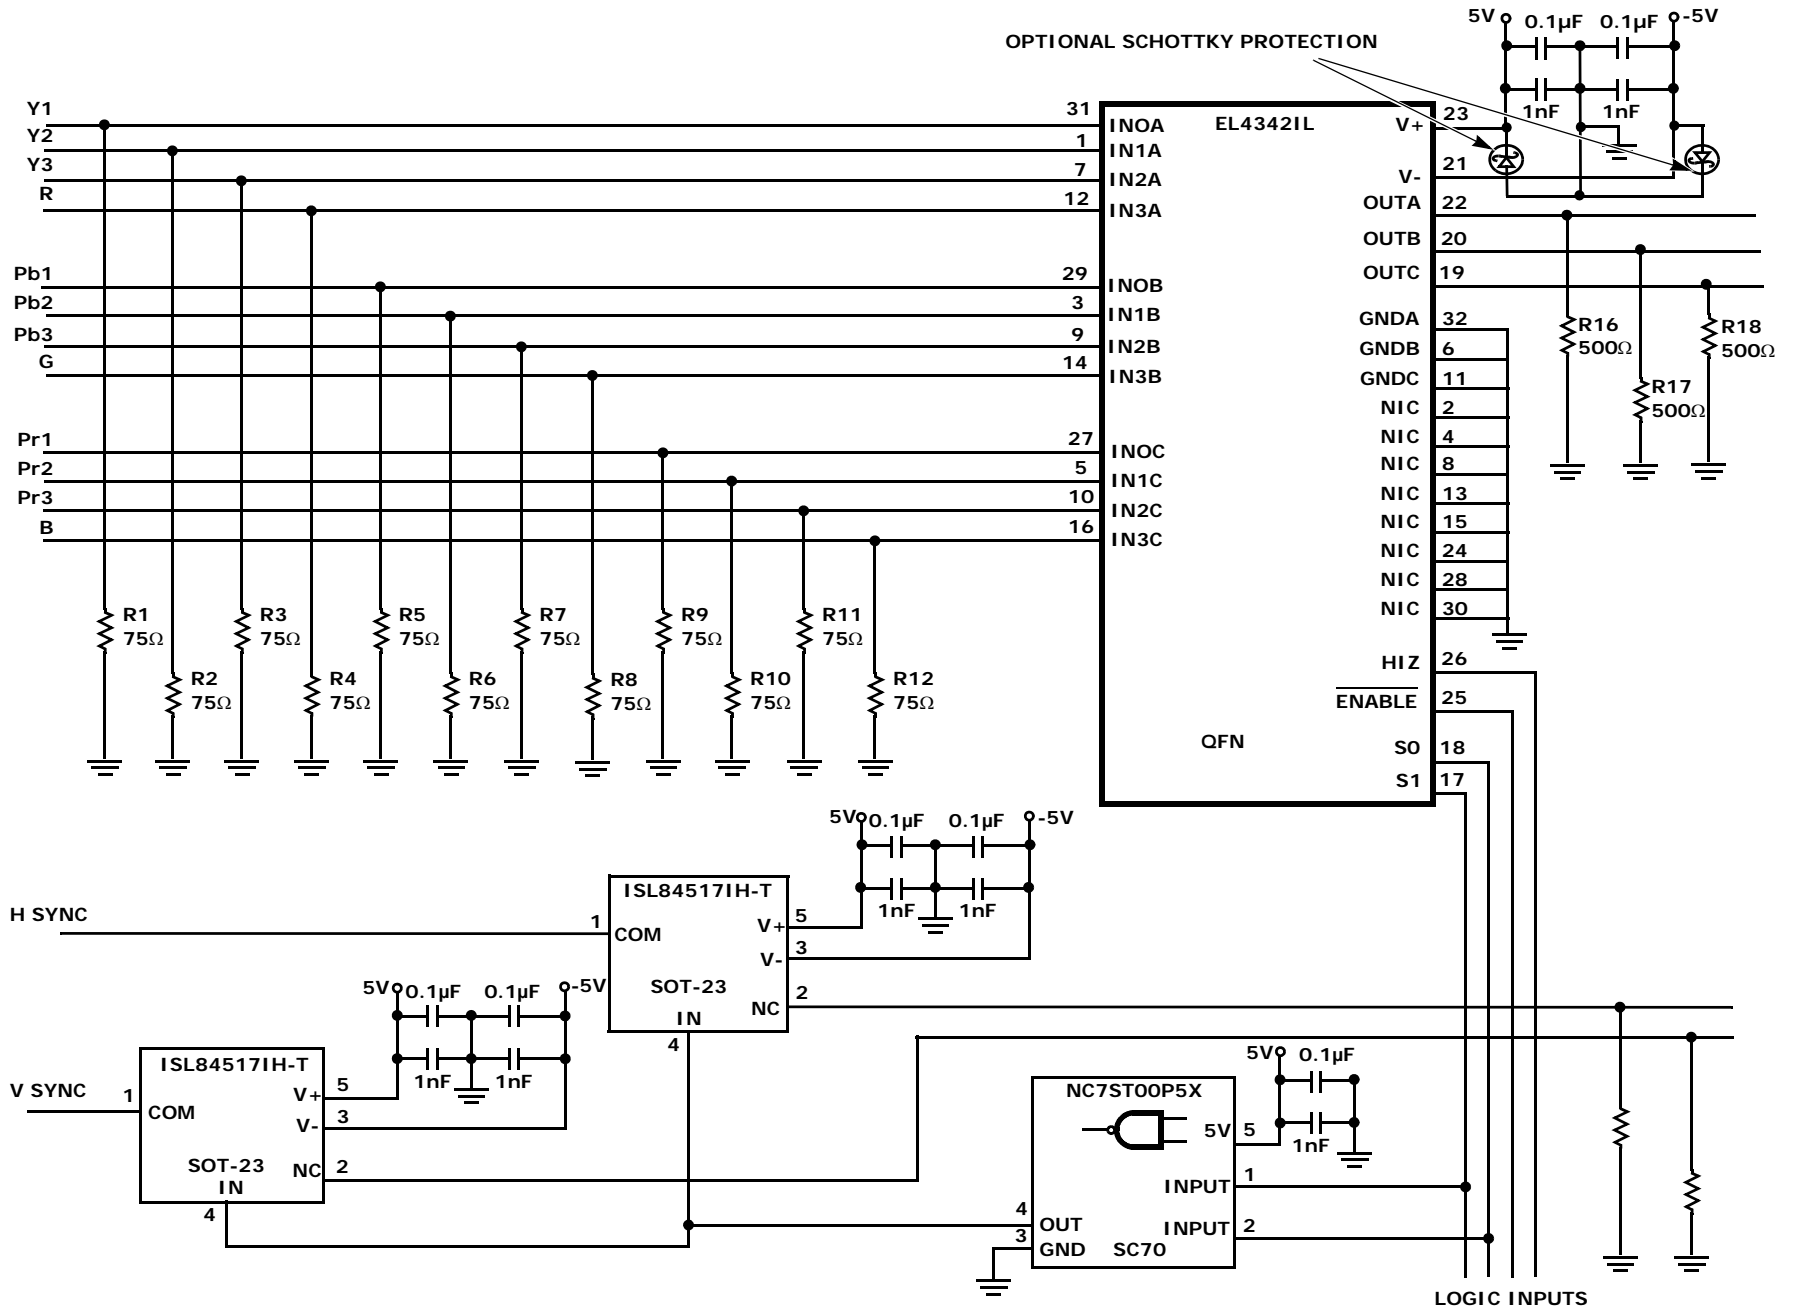 OPTIONAL SCHOTTKY PROTECTION
5V 0.1µF 0.1µF -5V
1nF 1nF
Y1
Y2
Y3
R
Pb1
Pb2
Pb3
G
Pr1
Pr2
Pr3
B
31 INOA
1 IN1A
7 IN2A
12 IN3A
29 INOB
3 IN1B
9 IN2B
14 IN3B
27 INOC
5 IN1C
10 IN2C
16 IN3C
EL4342IL
QFN
V+ 23
V- 21
OUTA 22
OUTB 20
OUTC 19
GNDA 32
GNDB 6
GNDC 11
NIC 2
NIC 4
NIC 8
NIC 13
NIC 15
NIC 24
NIC 28
NIC 30
HIZ 26
ENABLE 25
S0 18
S1 17
R16
500Ω
R17
500Ω
R18
500Ω
R1
75Ω
R2
75Ω
R3
75Ω
R4
75Ω
R5
75Ω
R6
75Ω
R7
75Ω
R8
75Ω
R9
75Ω
R10
75Ω
R11
75Ω
R12
75Ω
5V 0.1µF 0.1µF -5V
1nF 1nF
H SYNC
ISL84517IH-T
1 COM
V+ 5
V- 3
SOT-23
NC 2
IN
4
5V 0.1µF 0.1µF -5V
1nF 1nF
V SYNC
ISL84517IH-T
1 COM
V+ 5
V- 3
SOT-23
NC 2
IN
4
5V 0.1µF
1nF
NC7ST00P5X
5V 5
INPUT 1
INPUT 2
4 OUT
3 GND
SC70
LOGIC INPUTS